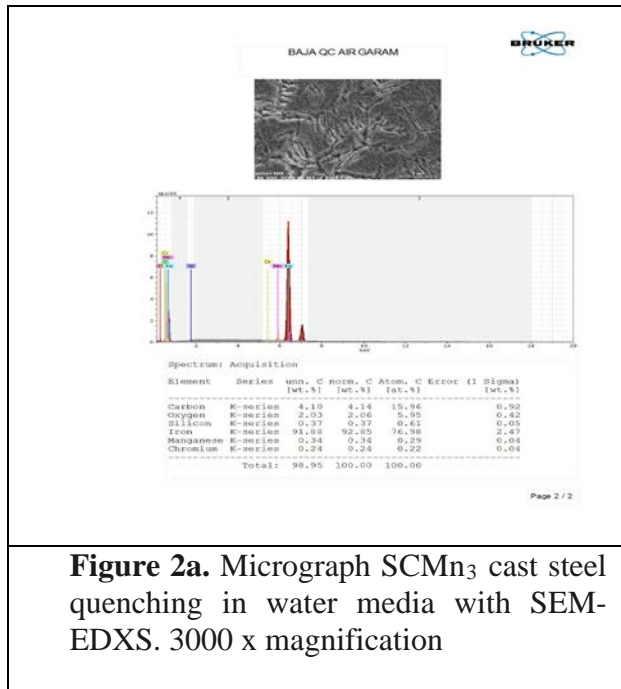 BRUKER
BAJA QC AIR GARAM
Spectrum: Acquisition
Element Series unn. C norm. C Atom. C Error (1 Sigma)
[wt.%] [wt.%] [at.%] [wt.%]
Carbon K-series 4.10 4.14 15.96 0.92
Oxygen K-series 2.03 2.06 5.95 0.42
Silicon K-series 0.37 0.37 0.61 0.05
Iron K-series 91.88 92.85 76.98 2.47
Manganese K-series 0.34 0.34 0.29 0.04
Chromium K-series 0.24 0.24 0.22 0.04
Total: 98.95 100.00 100.00
Page 2 / 2
Figure 2a. Micrograph SCMn₃ cast steel
quenching in water media with SEM-
EDXS. 3000 x magnification